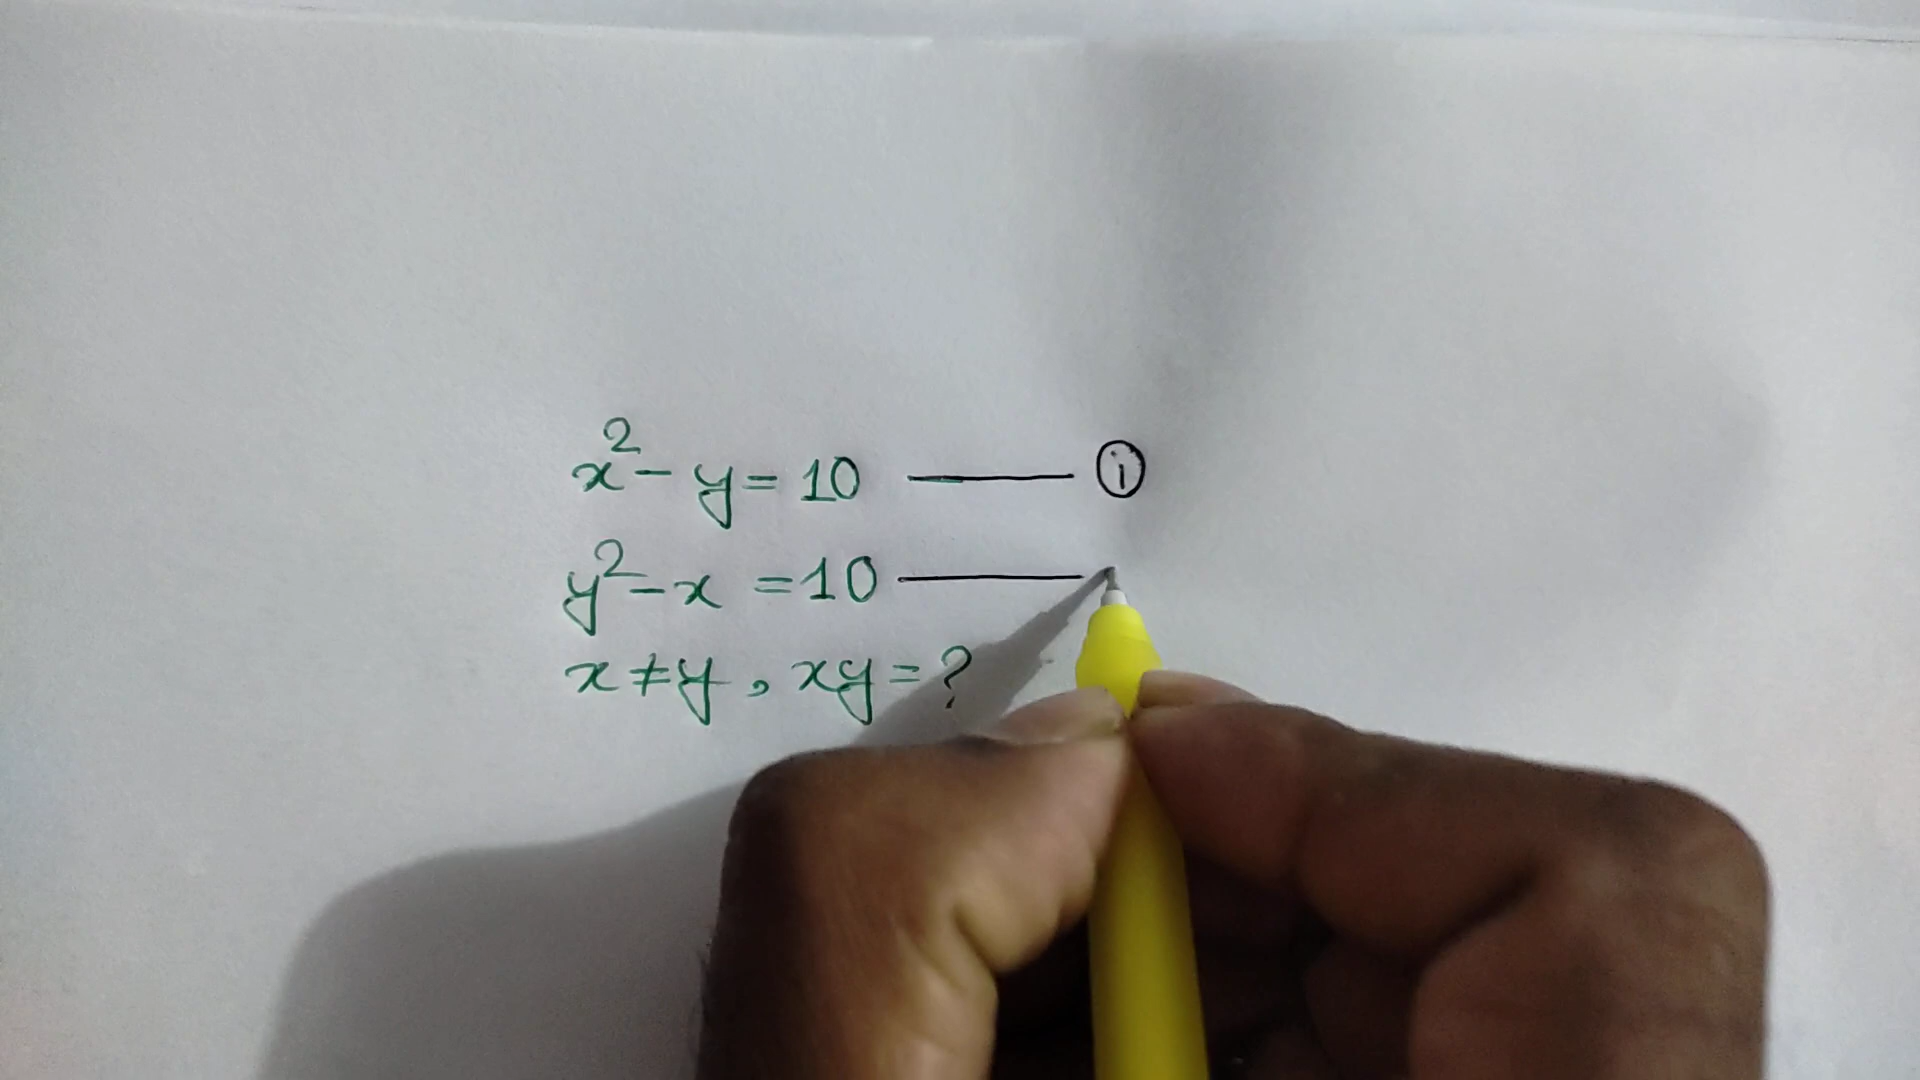 x² - y = 10 —— ⓘ
y² - x = 10 ——
x ≠ y, xy = ?